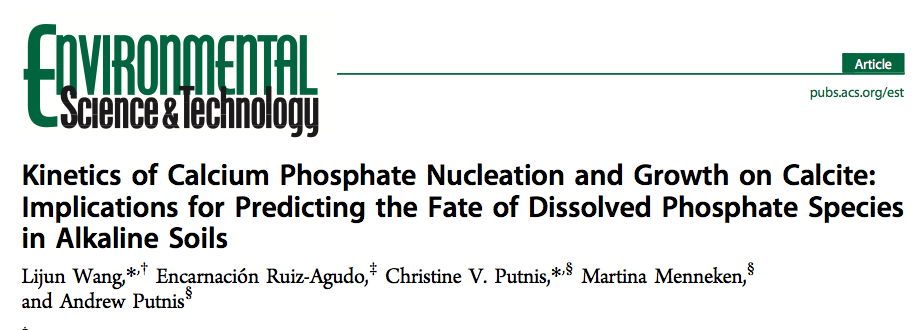 ENVIRONMENTAL
Science & Technology
Article
pubs.acs.org/est
Kinetics of Calcium Phosphate Nucleation and Growth on Calcite:
Implications for Predicting the Fate of Dissolved Phosphate Species
in Alkaline Soils
Lijun Wang,*,† Encarnación Ruiz-Agudo,‡ Christine V. Putnis,*,§ Martina Menneken,§
and Andrew Putnis§